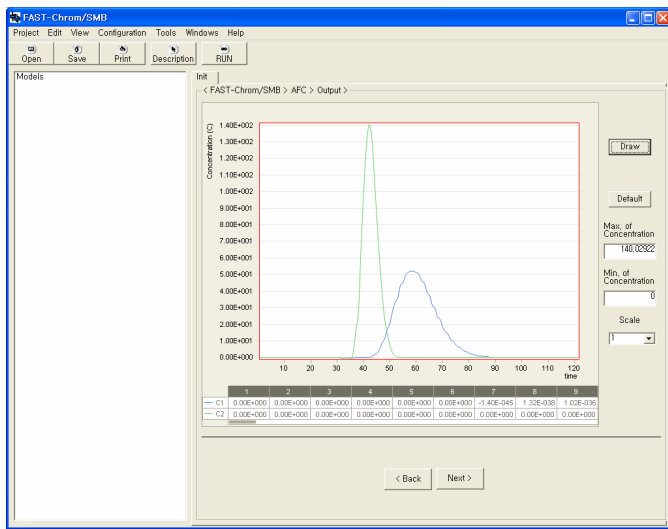 FAST-Chrom/SMB
Project Edit View Configuration Tools Windows Help
Open Save Print Description RUN
Models
Init
< FAST-Chrom/SMB > AFC > Output >
Concentration (C)
1.40E+002
1.30E+002
1.20E+002
1.10E+002
1.00E+002
9.00E+001
8.00E+001
7.00E+001
6.00E+001
5.00E+001
4.00E+001
3.00E+001
2.00E+001
1.00E+001
0.00E+000
10 20 30 40 50 60 70 80 90 100 110 120
time
Draw
Default
Max. of
Concentration
140.02922
Min. of
Concentration
0
Scale
1
1 2 3 4 5 6 7 8 9
C1 0.00E+000 0.00E+000 0.00E+000 0.00E+000 0.00E+000 0.00E+000 -1.40E-045 1.32E-038 1.02E-036
C2 0.00E+000 0.00E+000 0.00E+000 0.00E+000 0.00E+000 0.00E+000 0.00E+000 0.00E+000 0.00E+000
< Back Next >